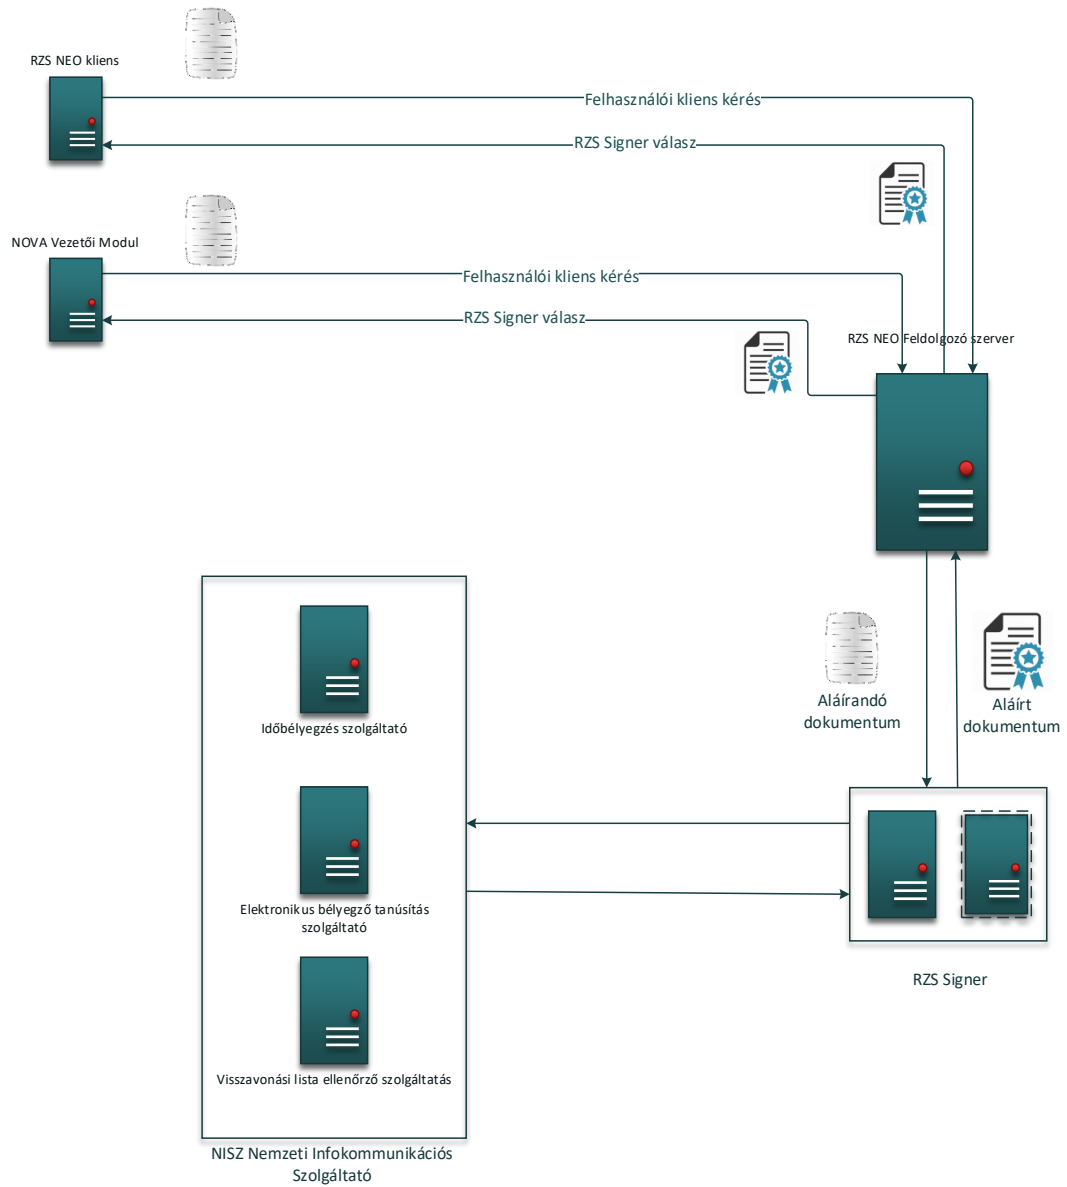 RZS NEO kliens
Felhasználói kliens kérés
RZS Signer válasz
NOVA Vezetői Modul
Felhasználói kliens kérés
RZS Signer válasz
RZS NEO Feldolgozó szerver
Aláírandó
dokumentum
Aláírt
dokumentum
Időbélyegzés szolgáltató
Elektronikus bélyegző tanúsítás
szolgáltató
RZS Signer
Visszavonási lista ellenőrző szolgáltatás
NISZ Nemzeti Infokommunikációs
Szolgáltató